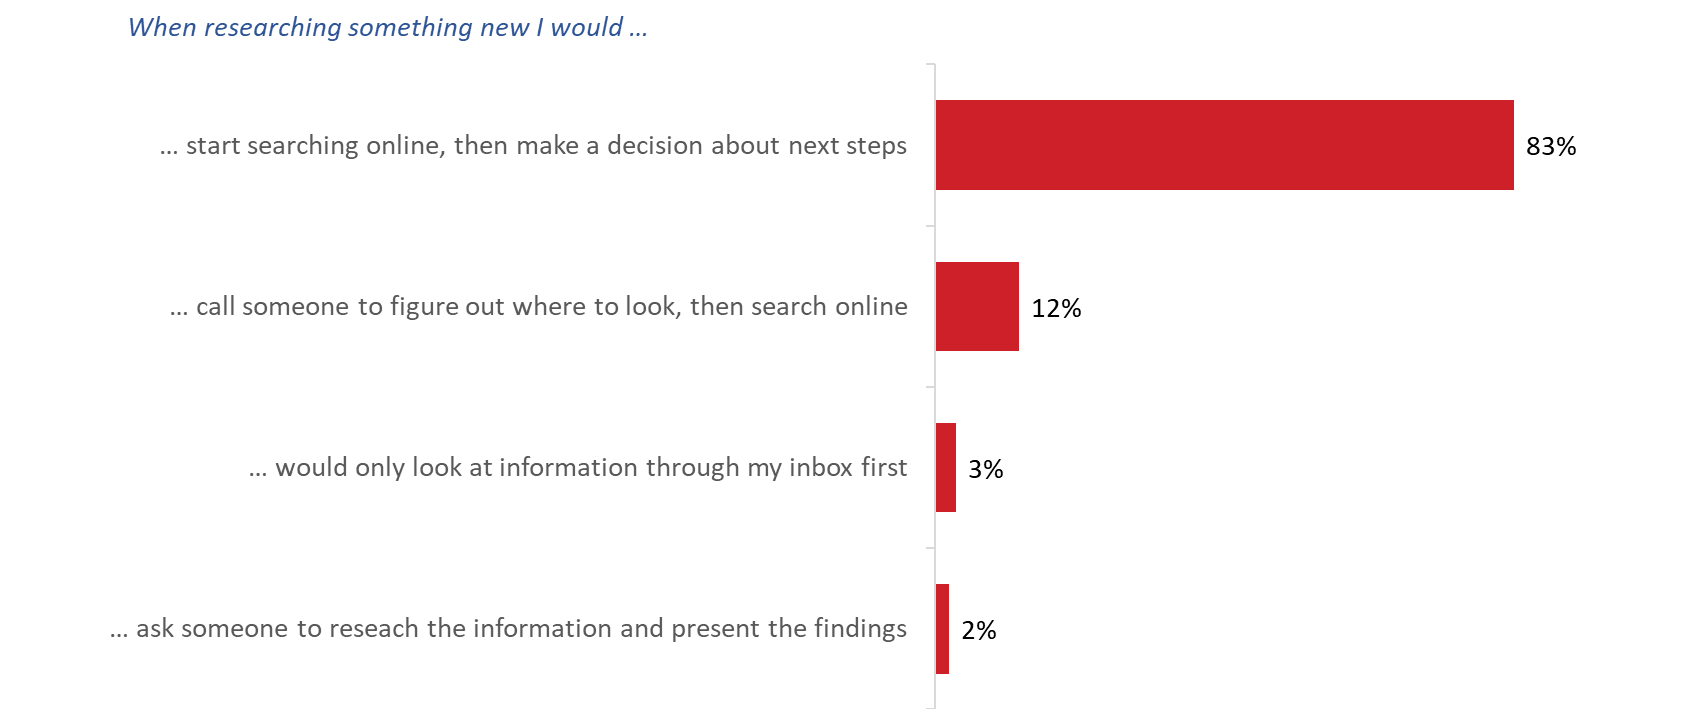 When researching something new I would ...
... start searching online, then make a decision about next steps
83%
... call someone to figure out where to look, then search online
12%
... would only look at information through my inbox first
3%
... ask someone to reseach the information and present the findings
2%